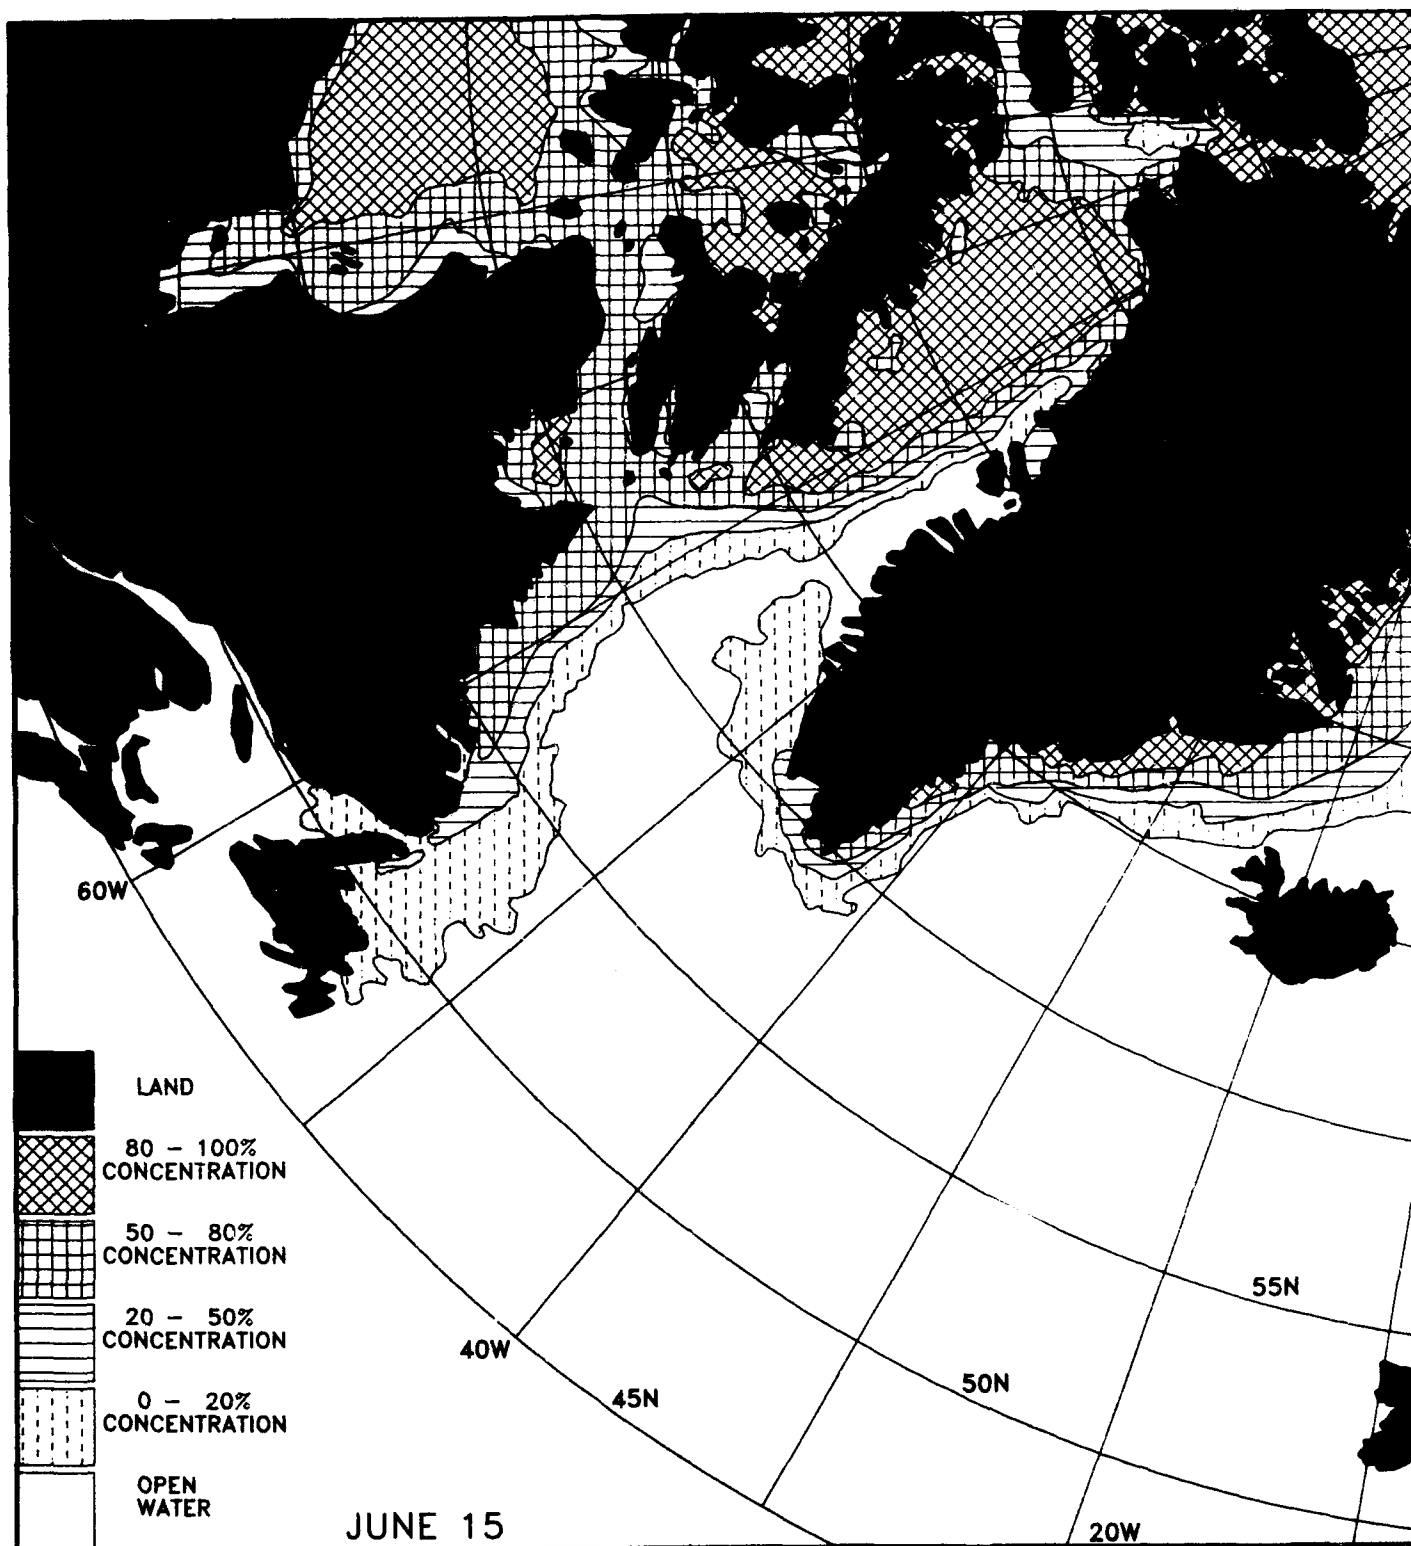 60W
LAND
80 – 100%
CONCENTRATION
50 – 80%
CONCENTRATION
20 – 50%
CONCENTRATION
0 – 20%
CONCENTRATION
OPEN
WATER
JUNE 15
40W
45N
50N
55N
20W